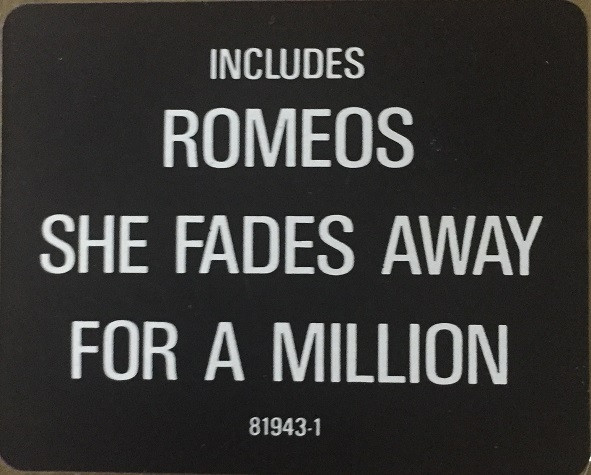 INCLUDES
ROMEOS
SHE FADES AWAY
FOR A MILLION
81943-1